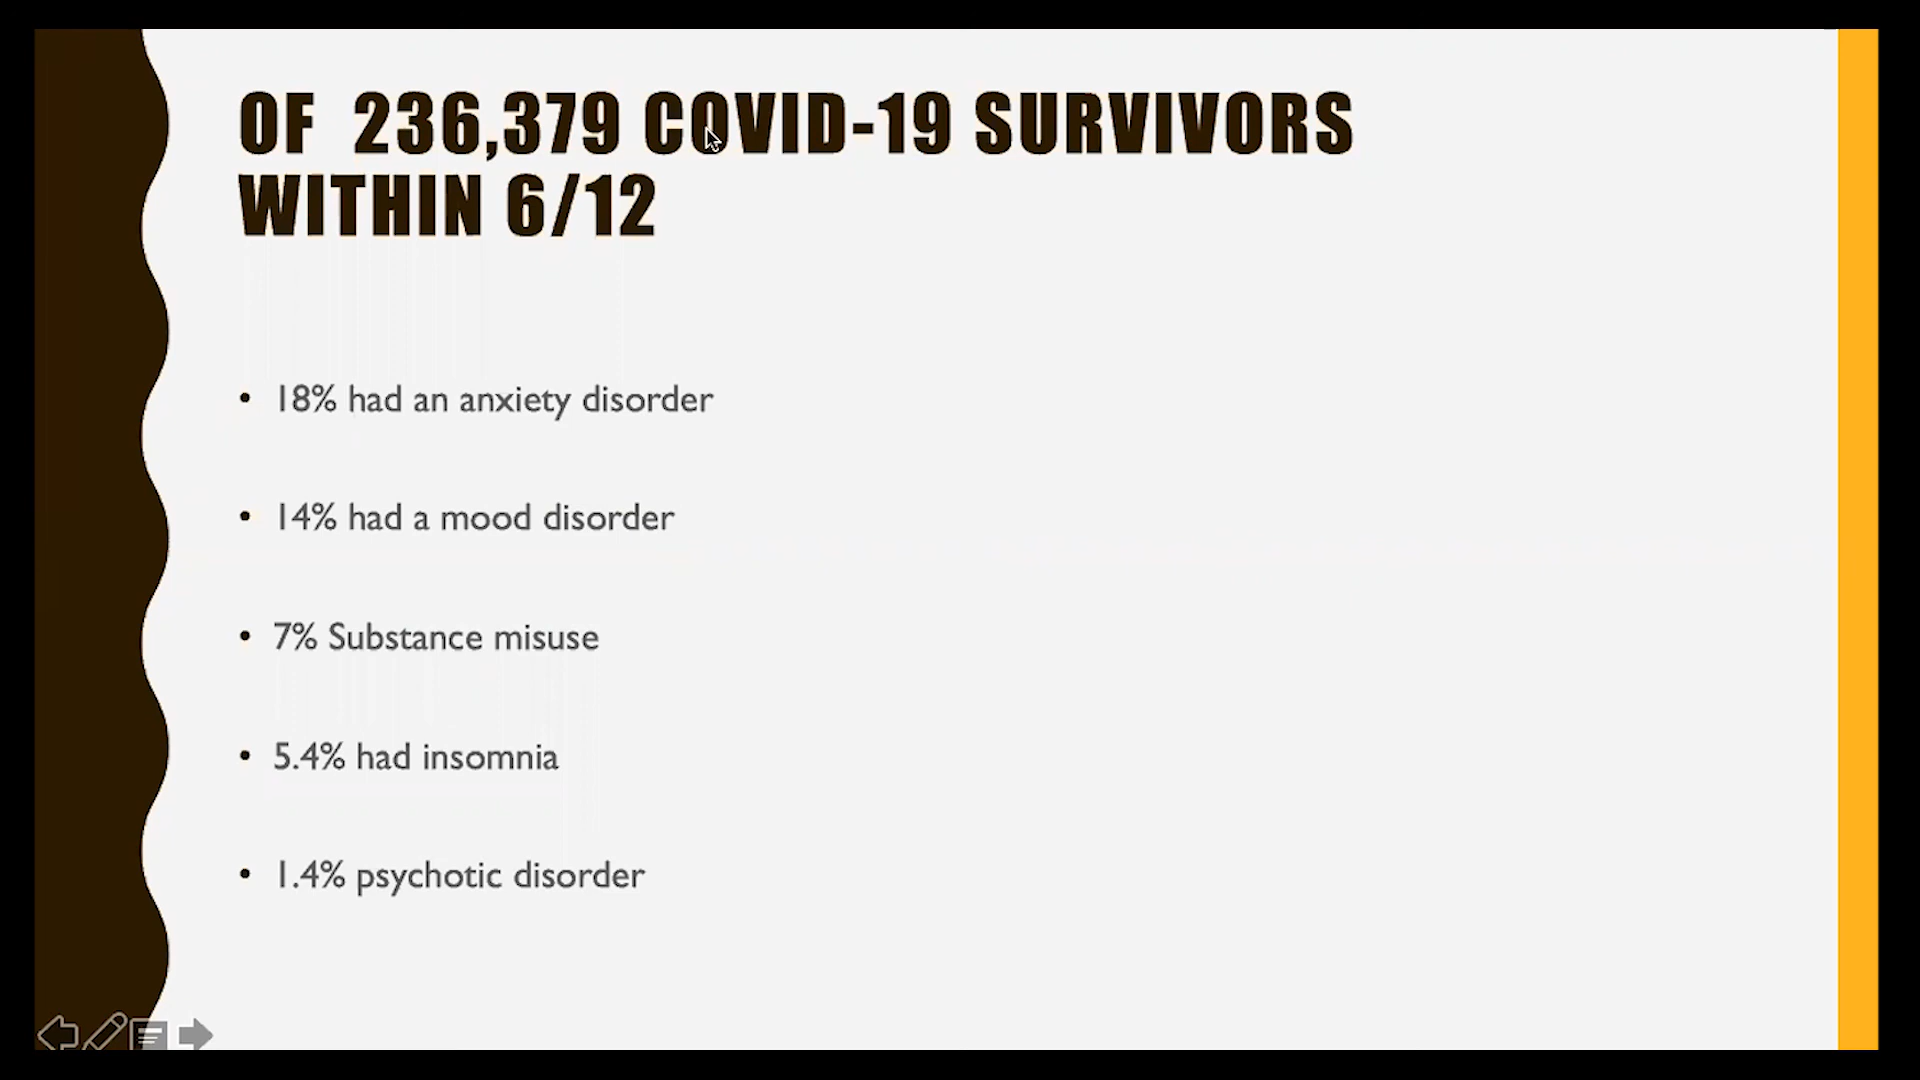 OF 236,379 COVID-19 SURVIVORS
WITHIN 6/12
• 18% had an anxiety disorder
• 14% had a mood disorder
• 7% Substance misuse
• 5.4% had insomnia
• 1.4% psychotic disorder